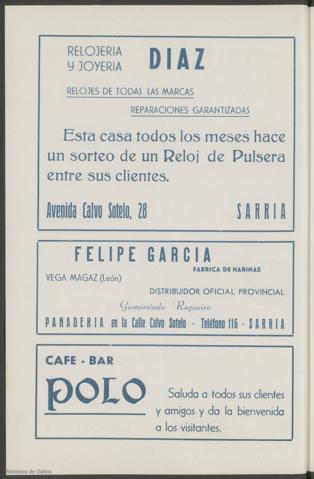 RELOJERIA
Y JOYERIA DIAZ
RELOJES DE TODAS LAS MARCAS
REPARACIONES GARANTIZADAS
Esta casa todos los meses hace
un sorteo de un Reloj de Pulsera
entre sus clientes.
Avenida Calvo Sotelo, 28 SARRIA
FELIPE GARCIA
FABRICA DE HARINAS
VEGA MAGAZ (León)
DISTRIBUIDOR OFICIAL PROVINCIAL
Gumersindo Regueiro
PANADERIA en la Calle Calvo Sotelo - Teléfono 116 - SARRIA
CAFE - BAR
POLO
Saluda a todos sus clientes
y amigos y da la bienvenida
a los visitantes.
Biblioteca de Galicia